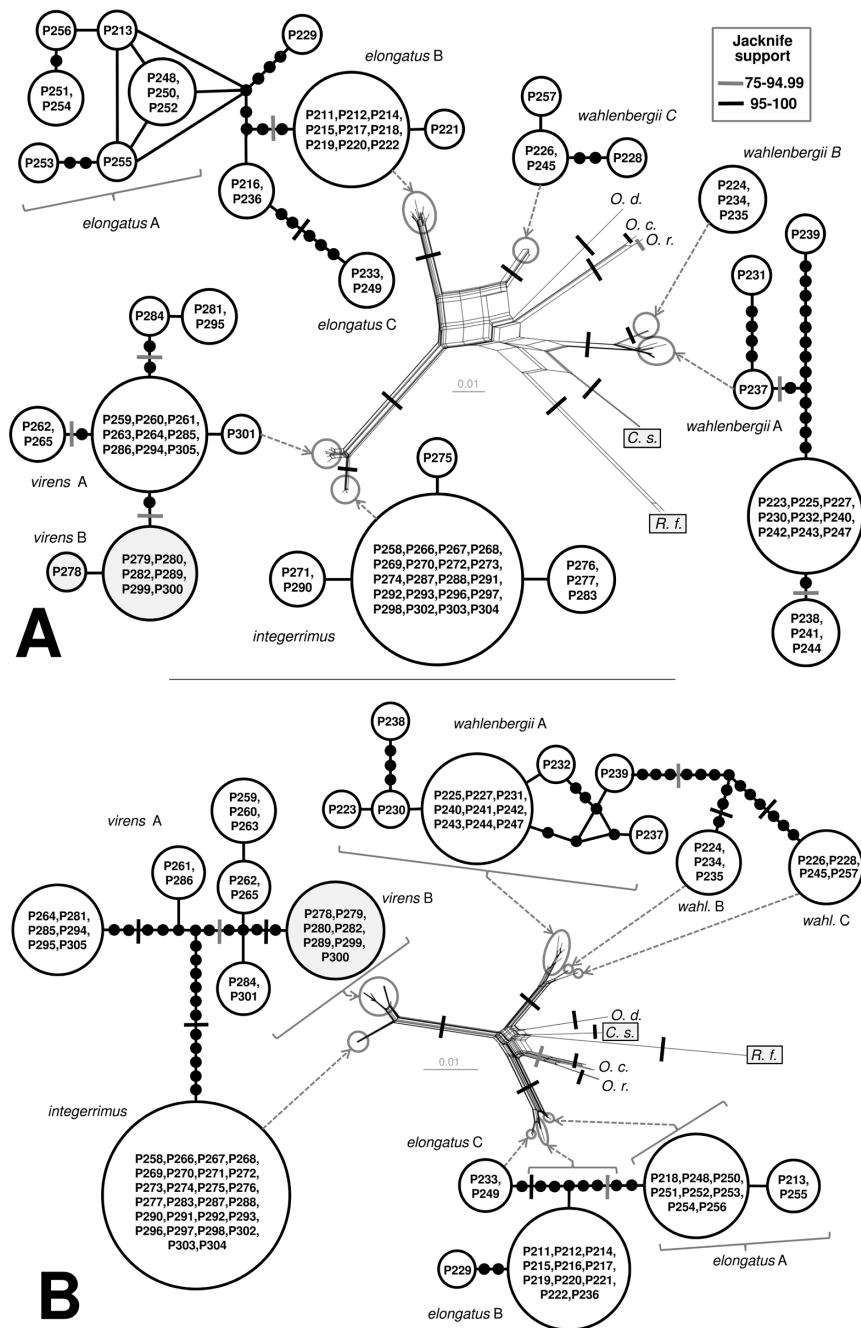 P256
P213
P229
elongatus B
Jacknife
support
75-94.99
95-100
P251,
P254
P248,
P250,
P252
P211,P212,P214,
P215,P217,P218,
P219,P220,P222
P221
P257
wahlenbergii C
P226,
P245
P228
wahlenbergii B
P224,
P234,
P235
P253
P255
elongatus A
P216,
P236
P233,
P249
elongatus C
O. d.
O. c.
O. r.
P239
P231
P237
wahlenbergii A
0.01
C. s.
R. f.
P284
P281,
P295
P262,
P265
P259,P260,P261,
P263,P264,P285,
P286,P294,P305,
P301
virens A
virens B
P278
P279,P280,
P282,P289,
P299,P300
P275
P271,
P290
P258,P266,P267,P268,
P269,P270,P272,P273,
P274,P287,P288,P291,
P292,P293,P296,P297,
P298,P302,P303,P304
P276,
P277,
P283
integerrimus
P223,P225,P227,
P230,P232,P240,
P242,P243,P247
P238,
P241,
P244
A
P238
wahlenbergii A
P223
P230
P225,P227,P231,
P240,P241,P242,
P243,P244,P247
P232
P239
P237
P224,
P234,
P235
wahl. B
P226,P228,
P245,P257
wahl. C
virens A
P259,
P260,
P263
P261,
P286
P262,
P265
virens B
P264,P281,
P285,P294,
P295,P305
P278,P279,
P280,P282,
P289,P299,
P300
P284,
P301
O. d.
C. s.
R. f.
O. c.
O. r.
0.01
integerrimus
P258,P266,P267,P268,
P269,P270,P271,P272,
P273,P274,P275,P276,
P277,P283,P287,P288,
P290,P291,P292,P293,
P296,P297,P298,P302,
P303,P304
elongatus C
P233,
P249
P218,P248,P250,
P251,P252,P253,
P254,P256
P213,
P255
elongatus A
P229
P211,P212,P214,
P215,P216,P217,
P219,P220,P221,
P222,P236
elongatus B
B